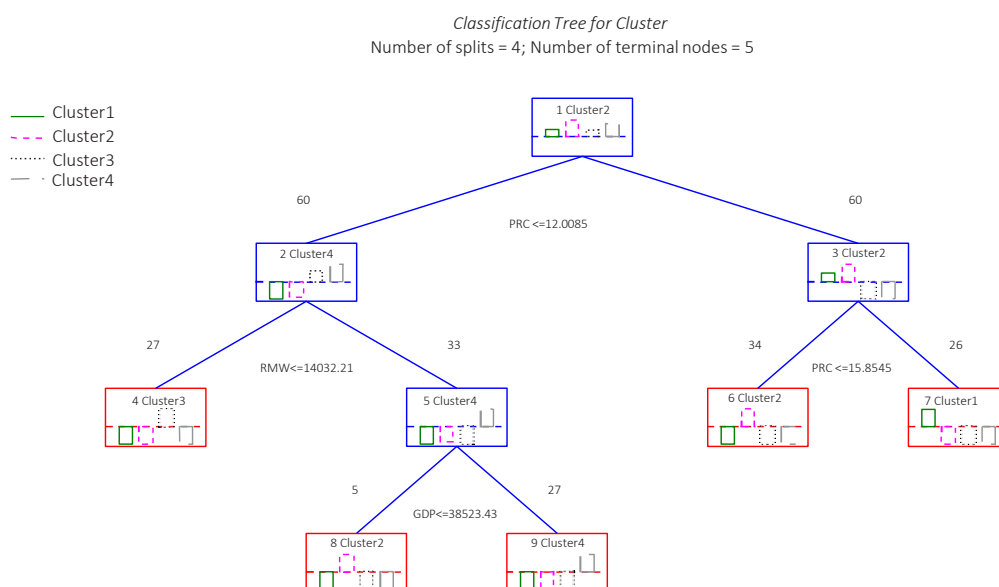 Classification Tree for Cluster
Number of splits = 4; Number of terminal nodes = 5
Cluster1
Cluster2
Cluster3
Cluster4
1 Cluster2
60
60
PRC <=12.0085
2 Cluster4
3 Cluster2
27
33
34
26
RMW<=14032.21
PRC<=15.8545
4 Cluster3
5 Cluster4
6 Cluster2
7 Cluster1
5
27
GDP<=38523.43
8 Cluster2
9 Cluster4